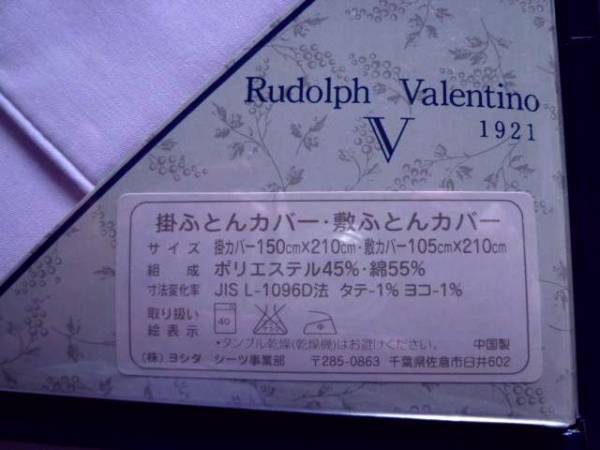 Rudolph Valentino
V 1921
掛ふとんカバー・敷ふとんカバー
サイズ 掛カバー150cm×210cm・敷カバー105cm×210cm
組成 ポリエステル45%・綿55%
寸法変化率 JIS L-1096D法 タテ-1% ヨコ-1%
取り扱い
絵表示 40
・タンブル乾燥(乾燥機)はお避けください。 中国製
(株)ヨシダ シーツ事業部 〒285-0863 千葉県佐倉市臼井602